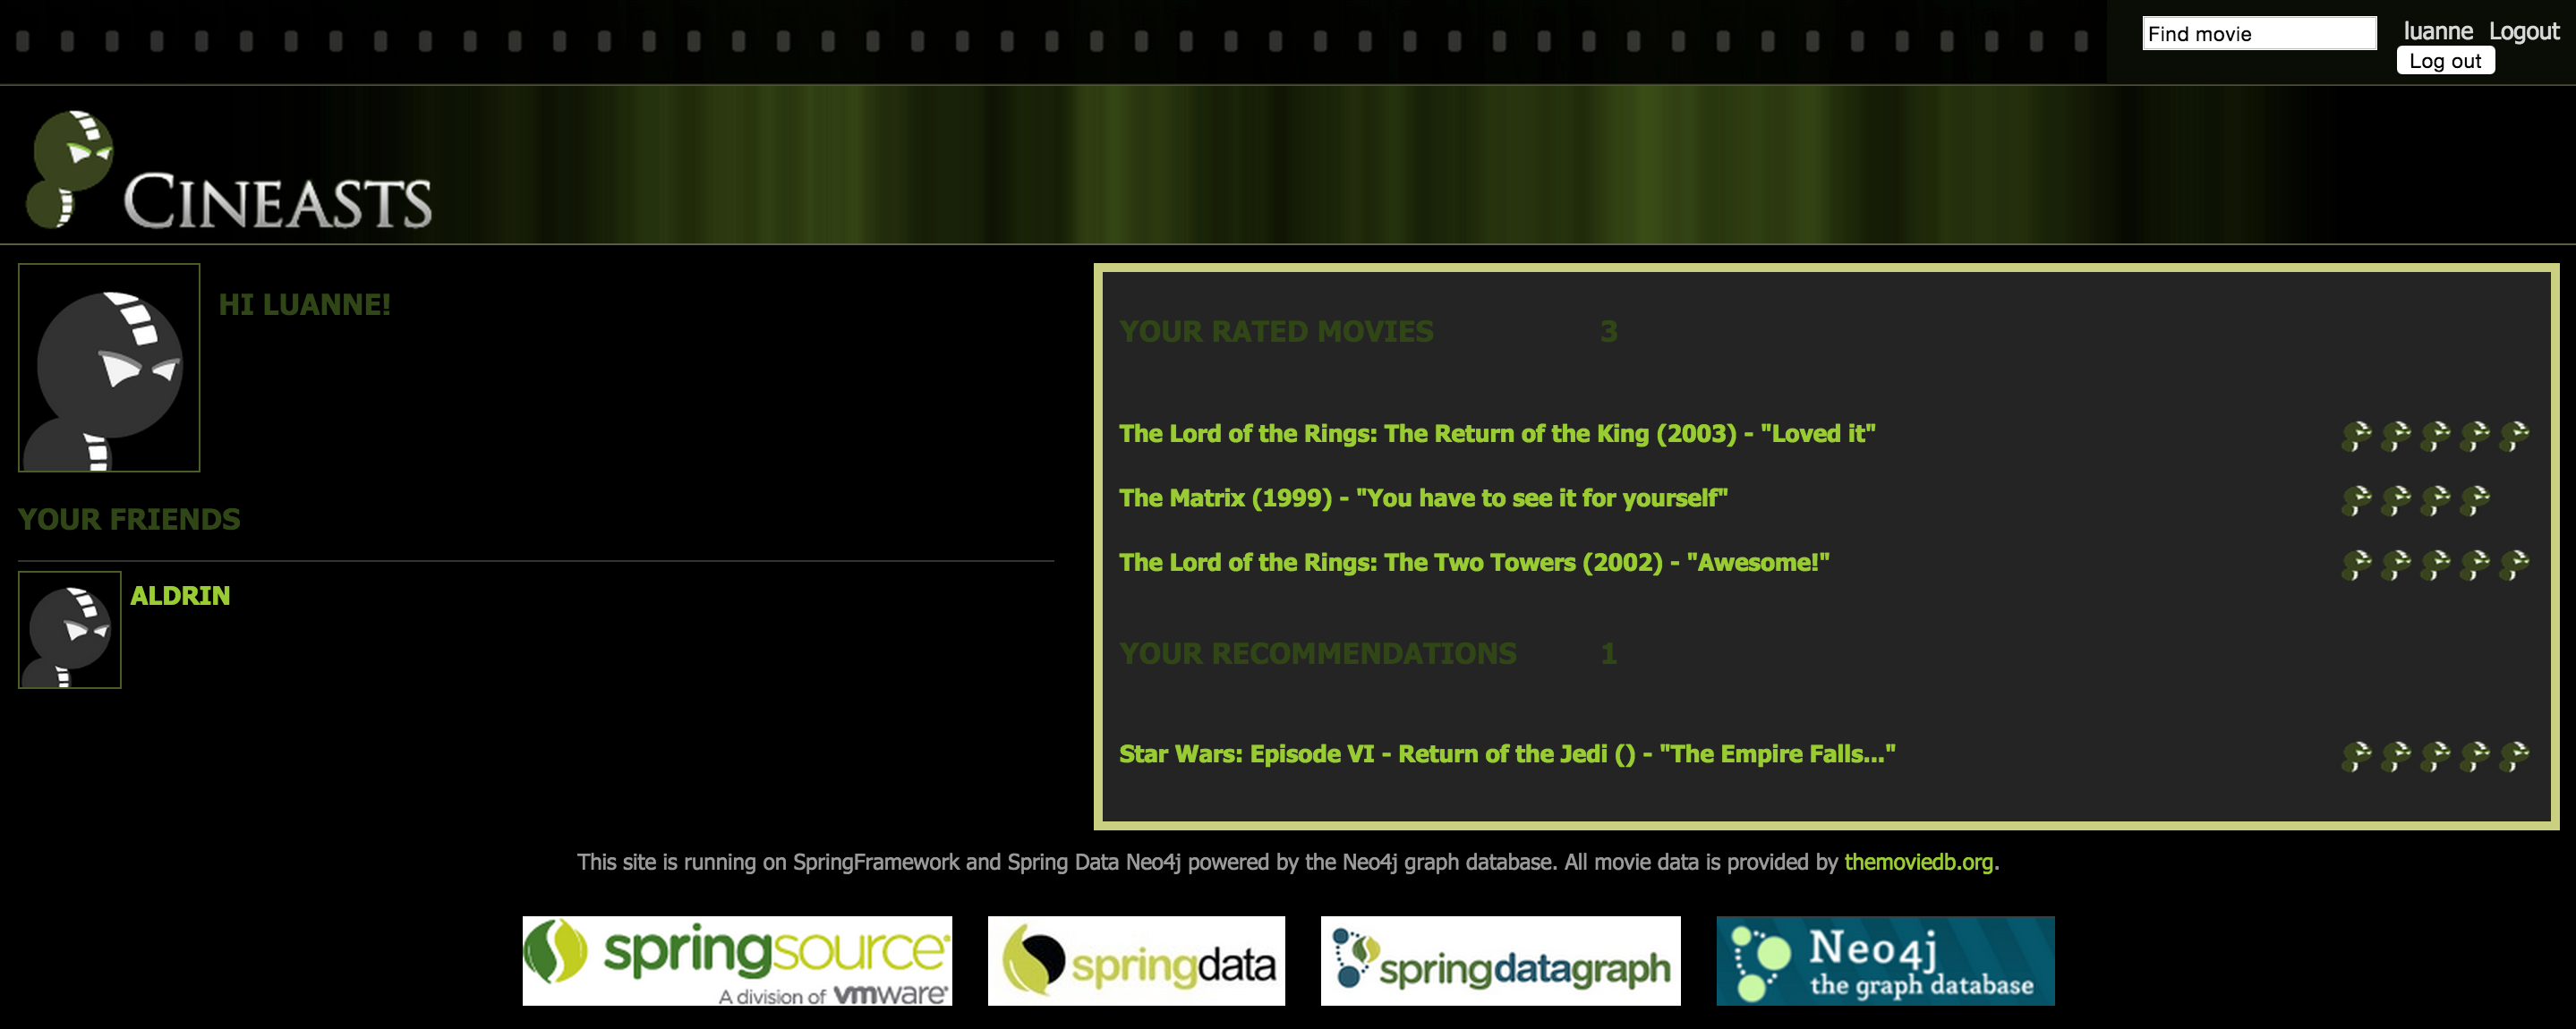 Find movie luanne Logout
Log out
CINEASTS
HI LUANNE!
YOUR FRIENDS
ALDRIN
YOUR RATED MOVIES 3
The Lord of the Rings: The Return of the King (2003) - "Loved it"
The Matrix (1999) - "You have to see it for yourself"
The Lord of the Rings: The Two Towers (2002) - "Awesome!"
YOUR RECOMMENDATIONS 1
Star Wars: Episode VI - Return of the Jedi () - "The Empire Falls..."
This site is running on SpringFramework and Spring Data Neo4j powered by the Neo4j graph database. All movie data is provided by themoviedb.org.
springsource
A division of vmware
springdata
springdatagraph
Neo4j
the graph database